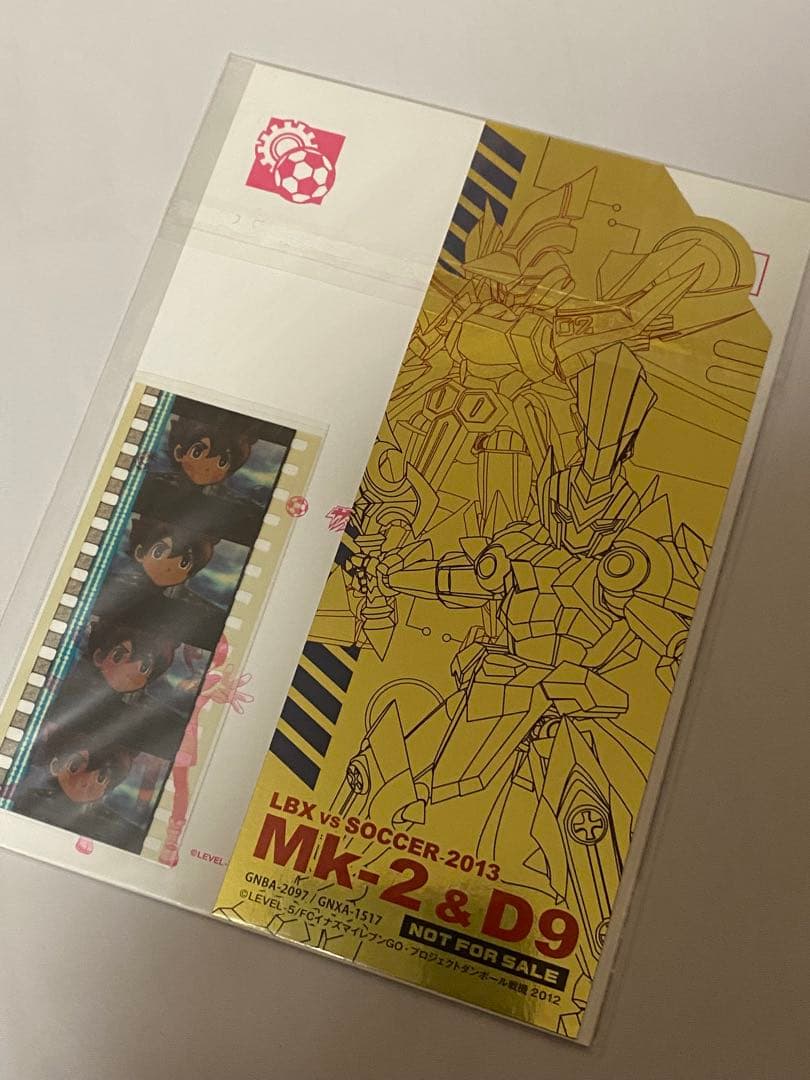 02
LBX vs SOCCER 2013
Mk-2 & D9
GNBA-2097 / GNXA-1517
NOT FOR SALE
©LEVEL-5/FCイナズマイレブンGO・プロジェクトダンボール戦機 2012
©LEVEL-